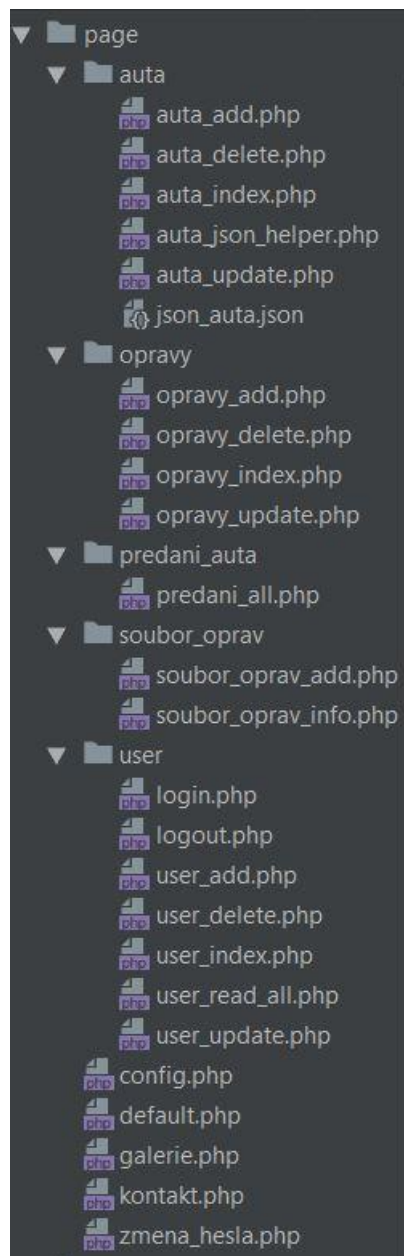 page
auta
auta_add.php
auta_delete.php
auta_index.php
auta_json_helper.php
auta_update.php
json_auta.json
opravy
opravy_add.php
opravy_delete.php
opravy_index.php
opravy_update.php
predani_auta
predani_all.php
soubor_oprav
soubor_oprav_add.php
soubor_oprav_info.php
user
login.php
logout.php
user_add.php
user_delete.php
user_index.php
user_read_all.php
user_update.php
config.php
default.php
galerie.php
kontakt.php
zmena_hesla.php